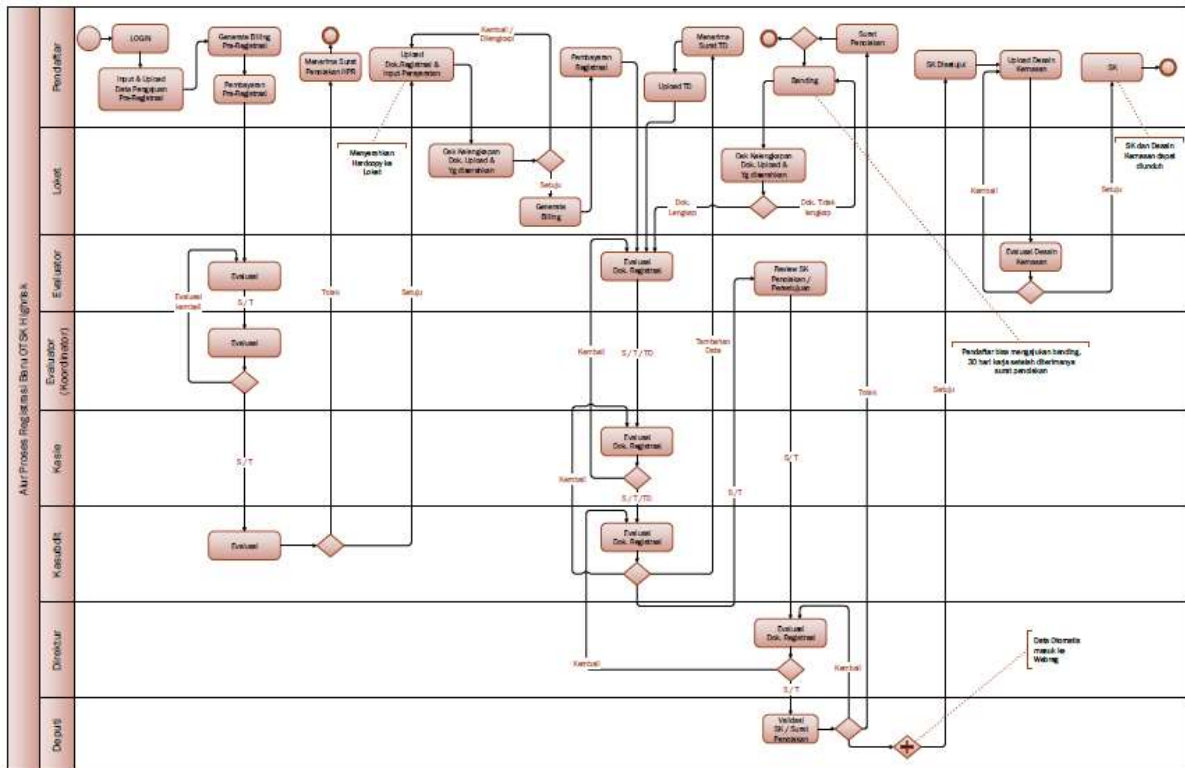 Alur Proses Registrasi Baru OTSK Highrisk
Pendaftar
LOGIN
Input & Upload
Data Pengajuan
Pre-Registrasi
Generate Billing
Pre-Registrasi
Pembayaran
Pre-Registrasi
Menerima Surat
Penolakan HPR
Upload
Dok.Registrasi &
Input Persyaratan
Kembali /
Dilengkapi
Pembayaran
Registrasi
Menerima
Surat TD
Upload TD
Banding
Surat
Penolakan
SK Disetujui
Upload Desain
Kemasan
SK
Menyerahkan
Hardcopy ke
Loket
SK dan Desain
Kemasan dapat
diunduh
Loket
Cek Kelengkapan
Dok. Upload &
Yg diserahkan
Setuju
Generate
Billing
Cek Kelengkapan
Dok. Upload &
Yg diserahkan
Dok.
Lengkap
Dok. Tidak
lengkap
Kembali
Setuju
Evaluator
Evaluasi
Evaluasi
kembali
S/T
Tolak
Setuju
Evaluasi
Dok. Registrasi
Review SK
Penolakan /
Persetujuan
Evaluasi Desain
Kemasan
Evaluator
(Koordinator)
Evaluasi
Kembali
S/T/TD
Tambahan
Data
Pendaftar bisa mengajukan banding,
30 hari kerja setelah diterimanya
surat penolakan
Tolak
Setuju
Kasie
S/T
Evaluasi
Dok. Registrasi
Kembali
S/T/TD
S/T
S/T
Kasubdit
Evaluasi
Evaluasi
Dok. Registrasi
Direktur
Evaluasi
Dok. Registrasi
Kembali
Kembali
S/T
Data Otomatis
masuk ke
Webreg
Deputi
Validasi
SK / Surat
Penolakan